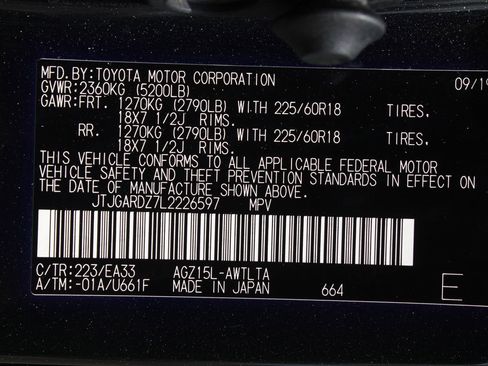 MFD.BY:TOYOTA MOTOR CORPORATION 09/19
GVWR: 2360KG (5200LB)
GAWR:FRT. 1270KG (2790LB) WITH 225/60R18 TIRES.
18X7 1/2J RIMS.
RR. 1270KG (2790LB) WITH 225/60R18 TIRES.
18X7 1/2J RIMS.
THIS VEHICLE CONFORMS TO ALL APPLICABLE FEDERAL MOTOR
VEHICLE SAFETY AND THEFT PREVENTION STANDARDS IN EFFECT ON
THE DATE OF MANUFACTURE SHOWN ABOVE.
JTJGARDZ7L2226597 MPV
C/TR:223/EA33 AGZ15L-AWTLTA
A/TM:-01A/U661F MADE IN JAPAN 664 E